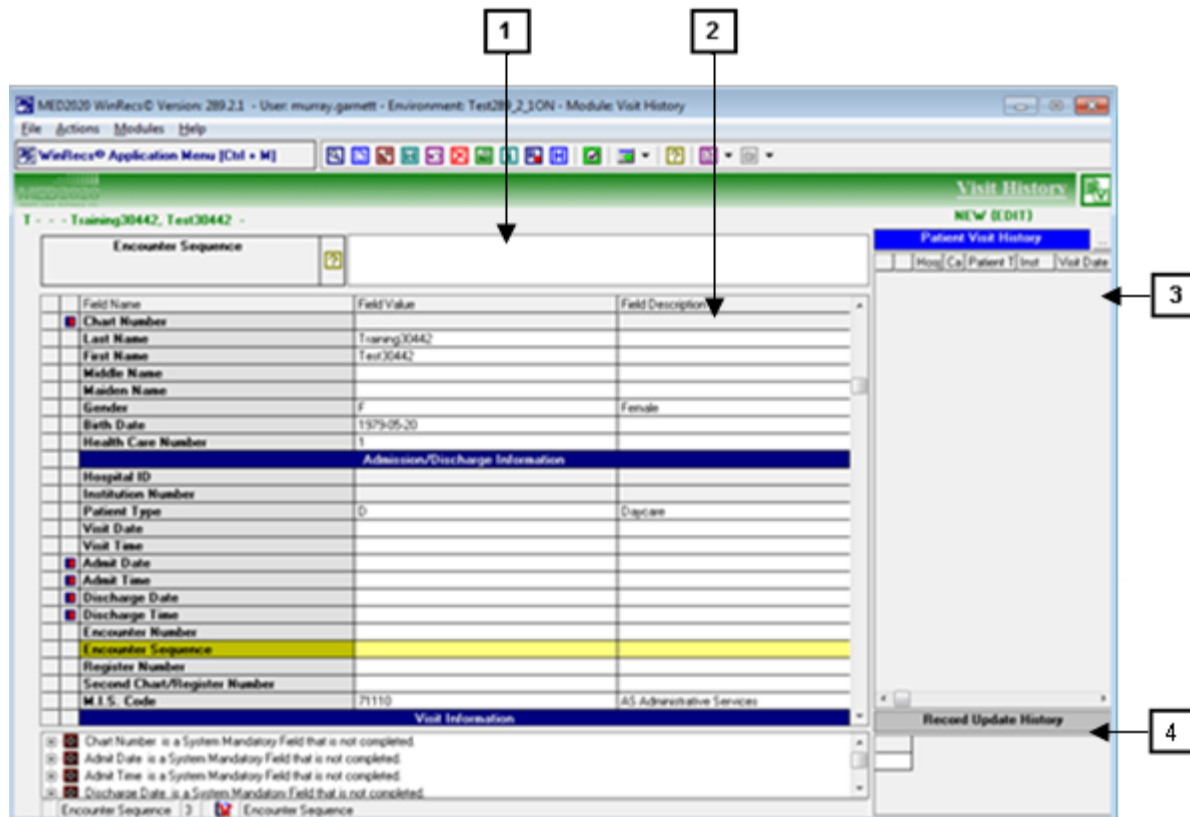 1 2
MED2020 WinRecs© Version: 289.2.1 - User: murray.garnett - Environment: Test289_2_1ON - Module: Visit History
File Actions Modules Help
WinRecs© Application Menu [Ctrl + M]
MED2020 Visit History
T - - - Training30442, Test30442 - NEW (EDIT)
Encounter Sequence Patient Visit History ...
Hosp Ca Patient T Inst Visit Date
3
Field Name Field Value Field Description
Chart Number
Last Name Training30442
First Name Test30442
Middle Name
Maiden Name
Gender F Female
Birth Date 1979-05-20
Health Care Number 1
Admission/Discharge Information
Hospital ID
Institution Number
Patient Type D Daycare
Visit Date
Visit Time
Admit Date
Admit Time
Discharge Date
Discharge Time
Encounter Number
Encounter Sequence
Register Number
Second Chart/Register Number
M.I.S. Code 71110 AS Administrative Services
Visit Information Record Update History
4
Chart Number is a System Mandatory Field that is not completed.
Admit Date is a System Mandatory Field that is not completed.
Admit Time is a System Mandatory Field that is not completed.
Discharge Date is a System Mandatory Field that is not completed.
Encounter Sequence 3 Encounter Sequence